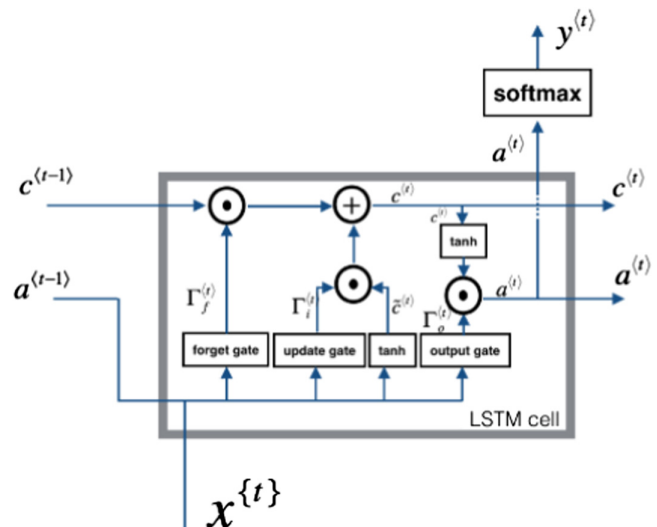 y⟨t⟩
softmax
a⟨t⟩
c⟨t−1⟩
c⟨t⟩
c⟨t⟩
c⟨t⟩
tanh
a⟨t−1⟩
Γf⟨t⟩
Γi⟨t⟩
c̃⟨t⟩
Γo⟨t⟩
a⟨t⟩
a⟨t⟩
forget gate
update gate
tanh
output gate
LSTM cell
x{t}